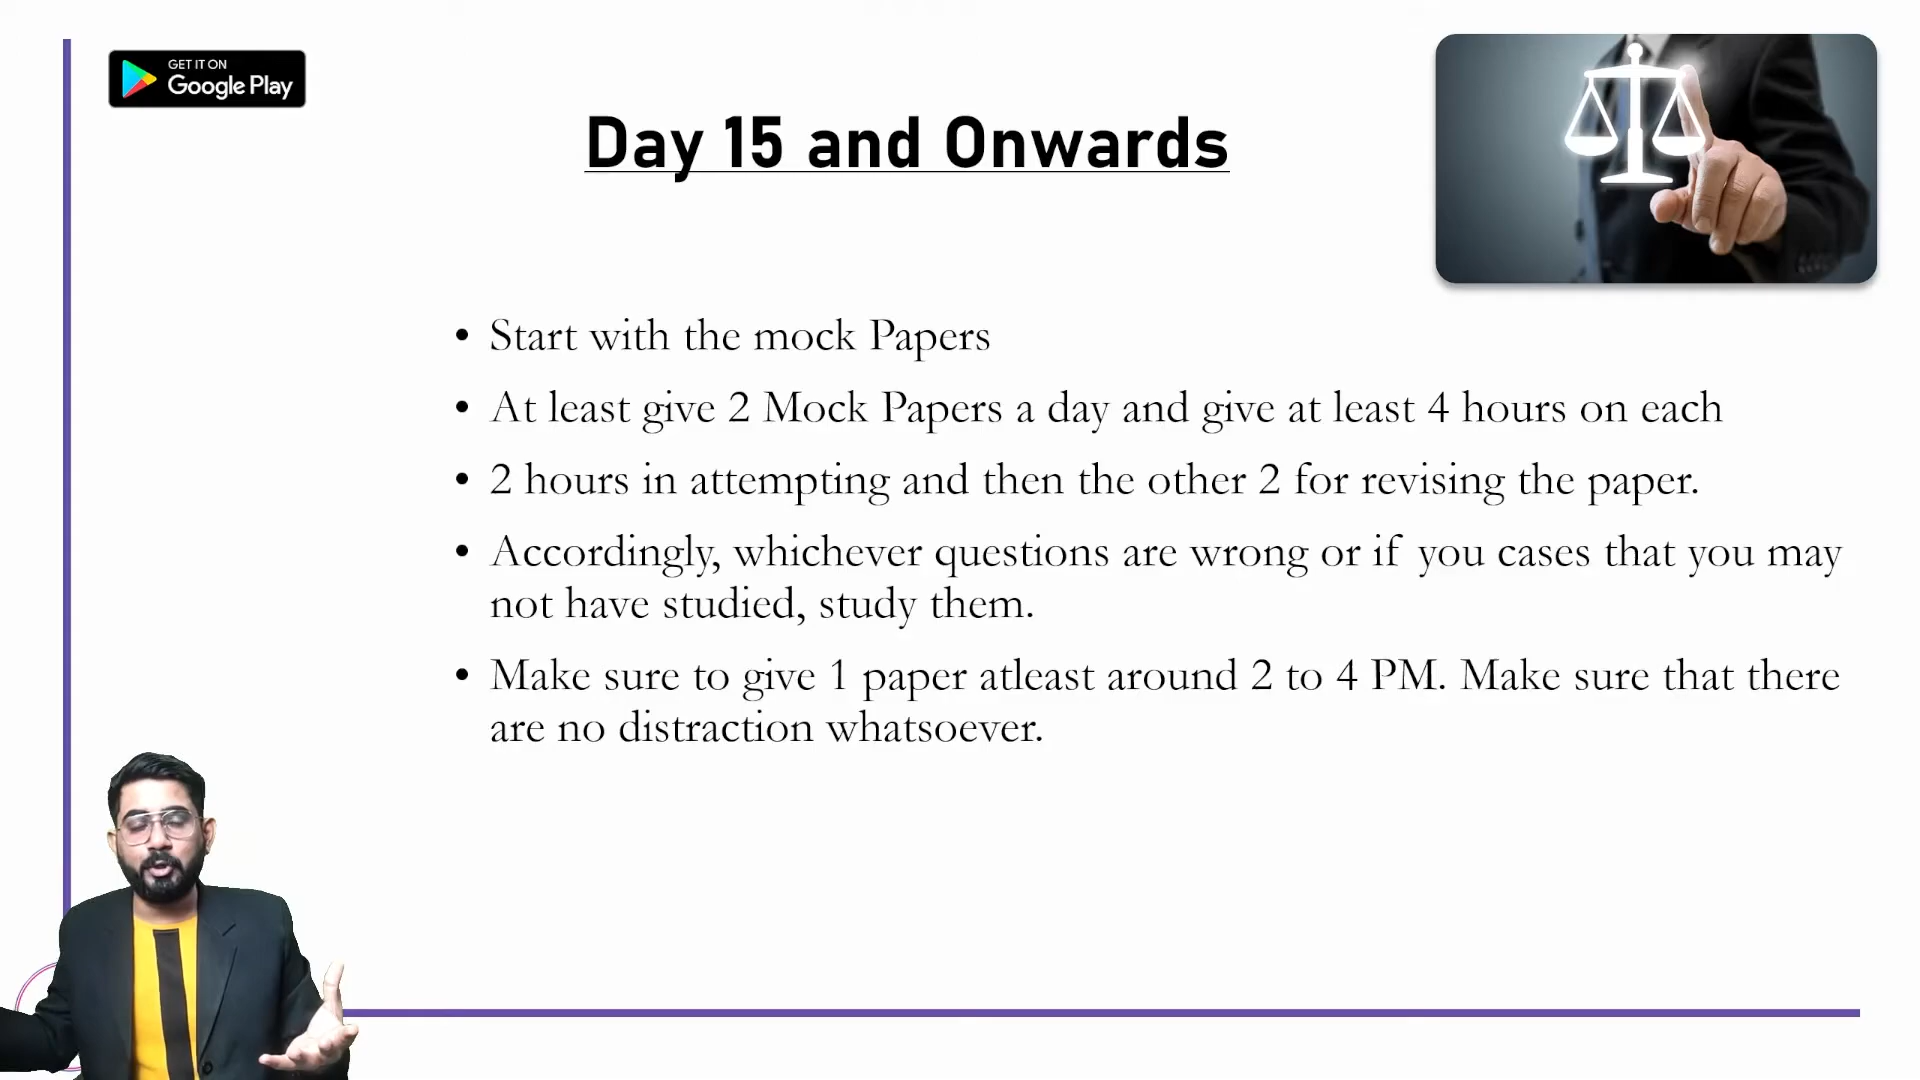 GET IT ON
Google Play
Day 15 and Onwards
• Start with the mock Papers
• At least give 2 Mock Papers a day and give at least 4 hours on each
• 2 hours in attempting and then the other 2 for revising the paper.
• Accordingly, whichever questions are wrong or if you cases that you may
not have studied, study them.
• Make sure to give 1 paper atleast around 2 to 4 PM. Make sure that there
are no distraction whatsoever.